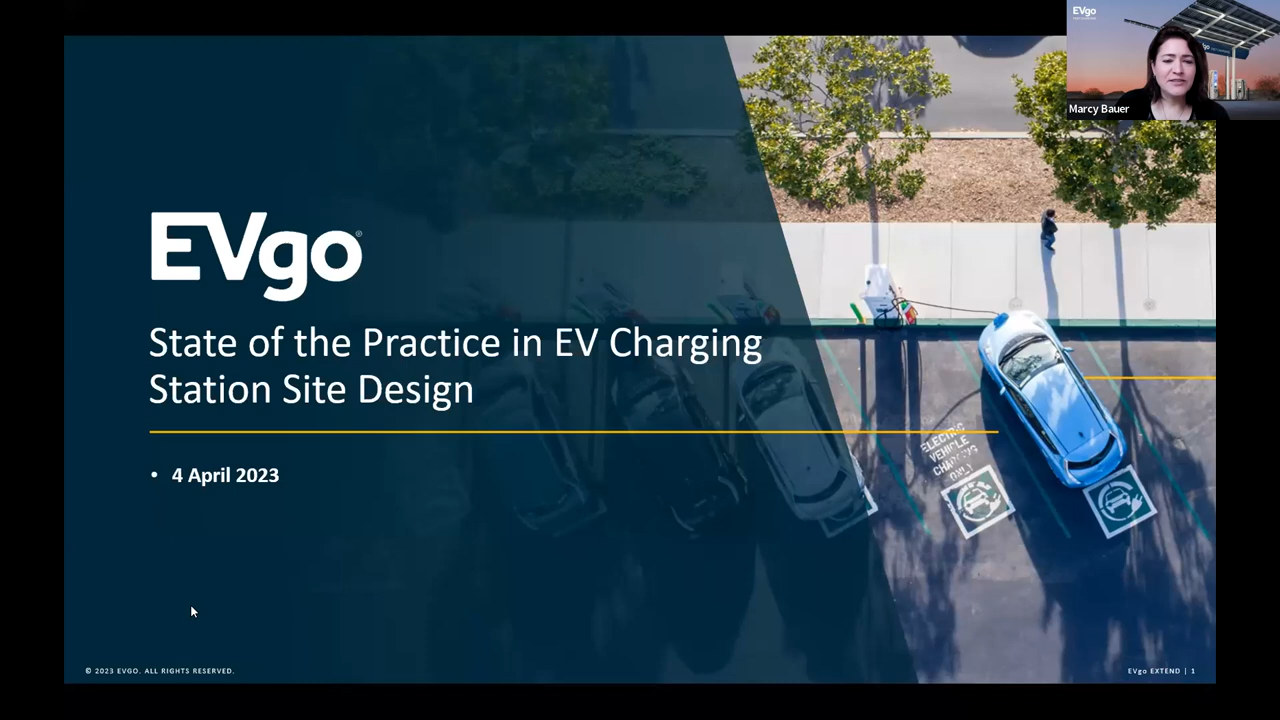 EVgo
Marcy Bauer
EVgo®
State of the Practice in EV Charging
Station Site Design
• 4 April 2023
ELECTRIC
VEHICLE
CHARGING
ONLY
© 2023 EVGO. ALL RIGHTS RESERVED.
EVgo EXTEND | 1